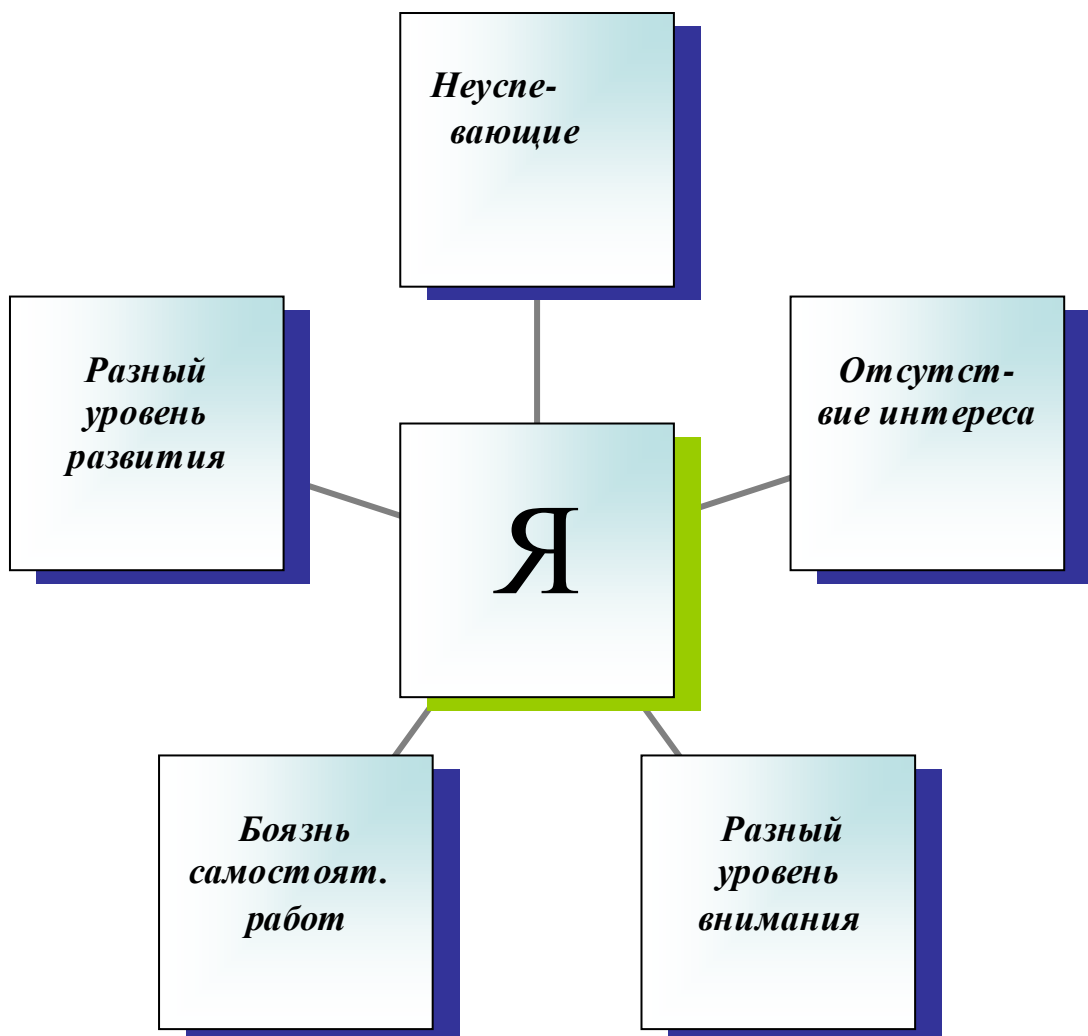 Неуспе-
вающие
Разный
уровень
развития
Отсутст-
вие интереса
Я
Боязнь
самостоят.
работ
Разный
уровень
внимания